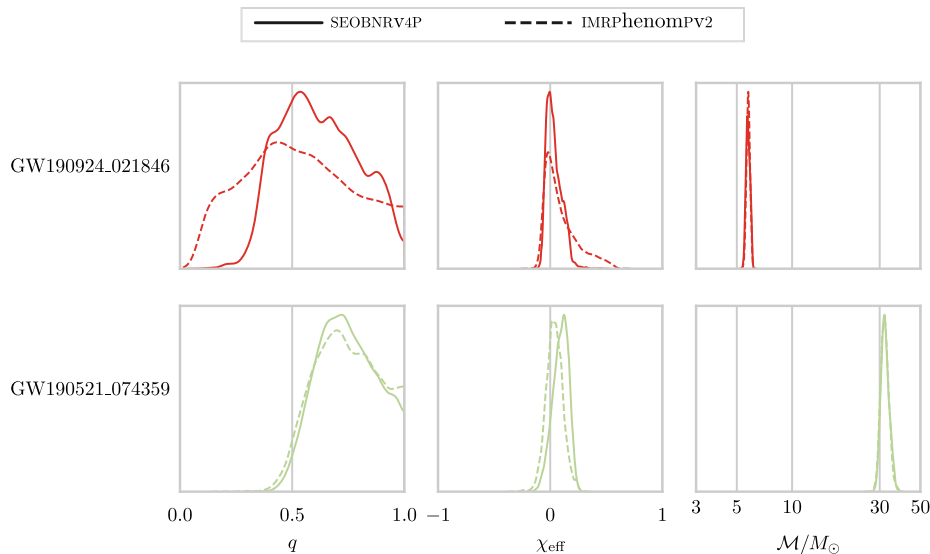 SEOBNRv4P IMRPhenomPv2
GW190924_021846
GW190521_074359
0.0 0.5 1.0 −1 0 1 3 5 10 30 50
q χeff ℳ/M⊙